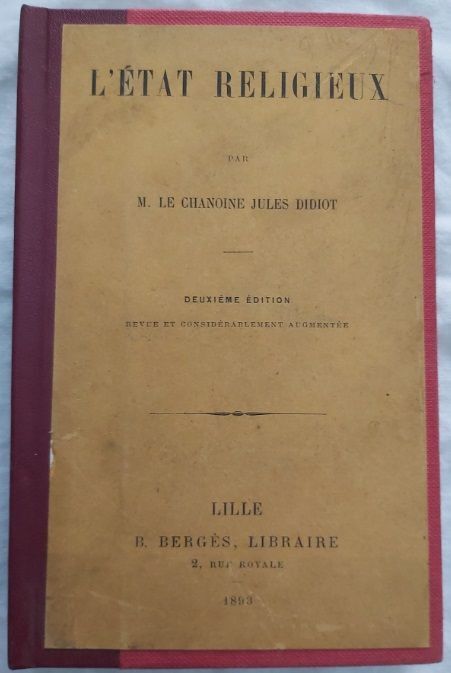 L'ÉTAT RELIGIEUX
PAR
M. LE CHANOINE JULES DIDIOT
DEUXIÉME ÉDITION
REVUE ET CONSIDÉRABLEMENT AUGMENTÉE
LILLE
B. BERGÈS, LIBRAIRE
2, RUE ROYALE
1893